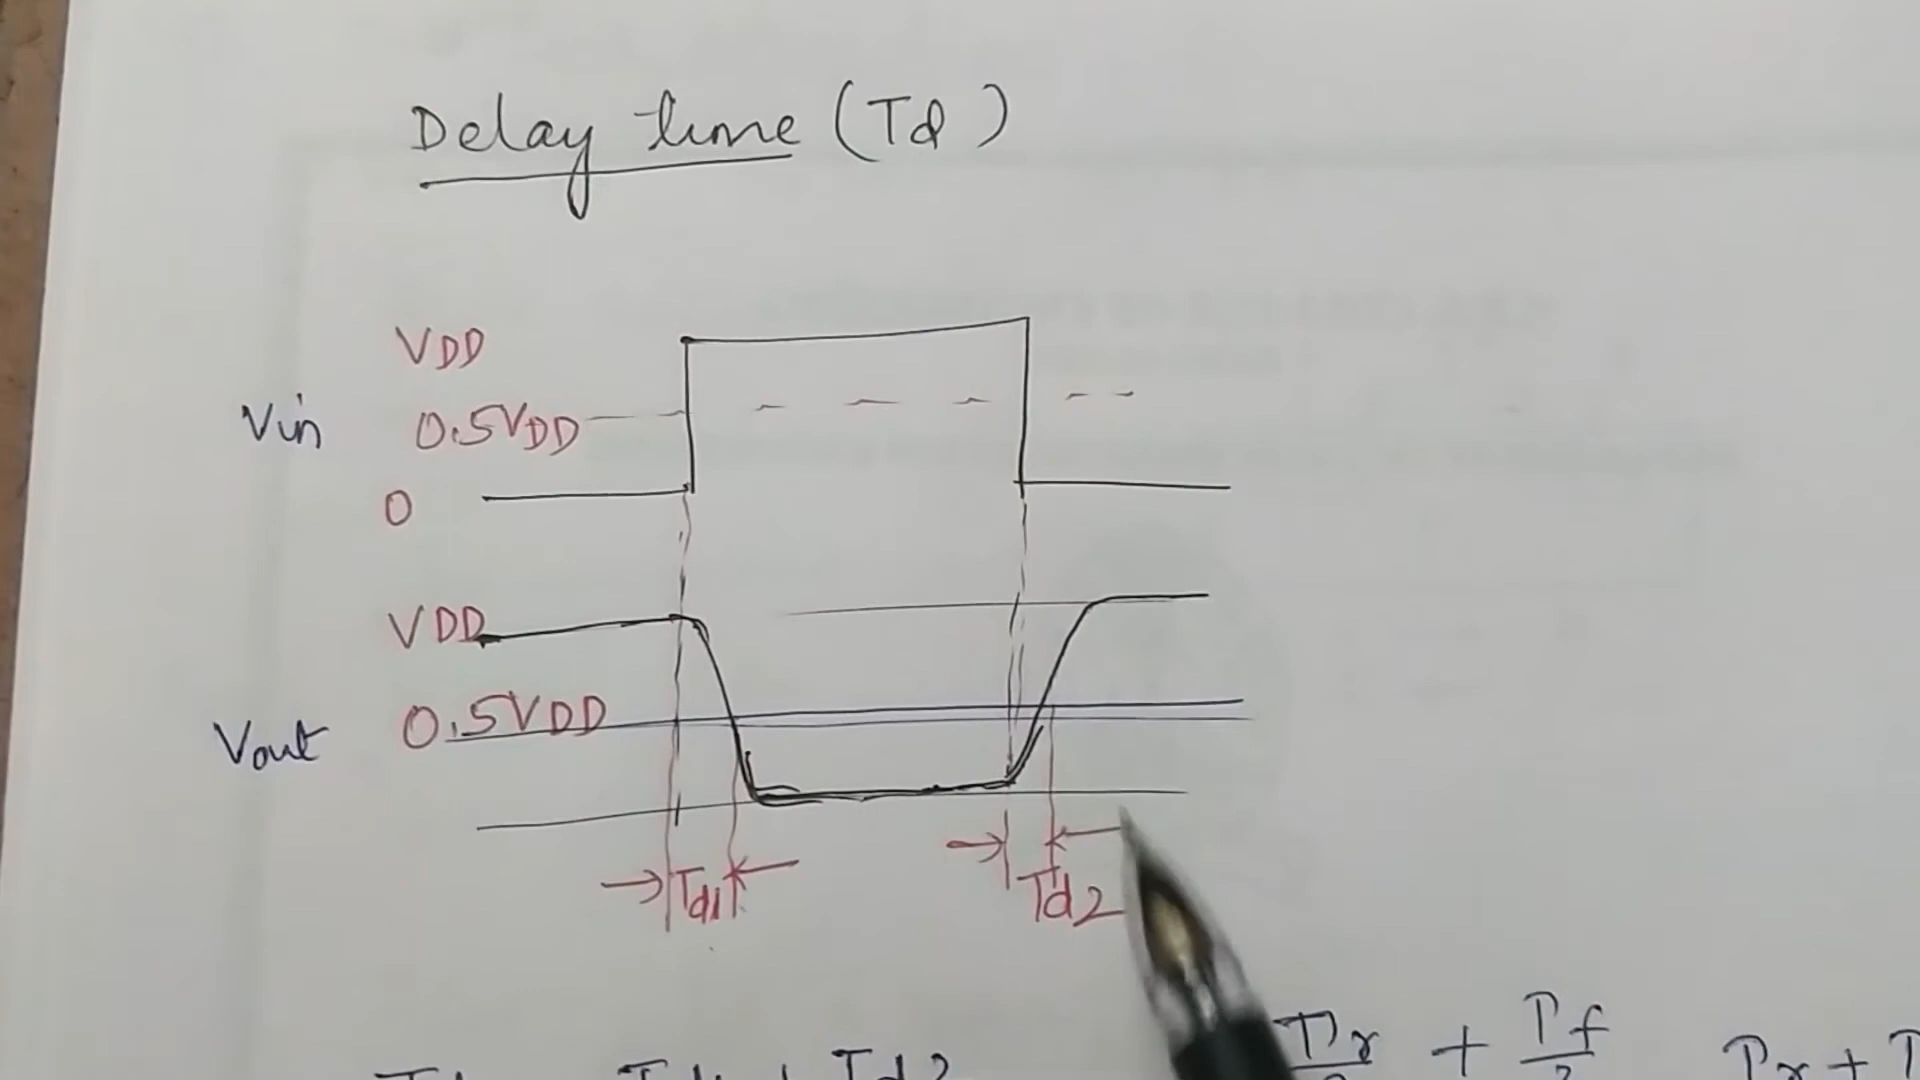 Delay time (Td)
VDD
Vin 0.5VDD
0
VDD
Vout 0.5VDD
Td1 Td2